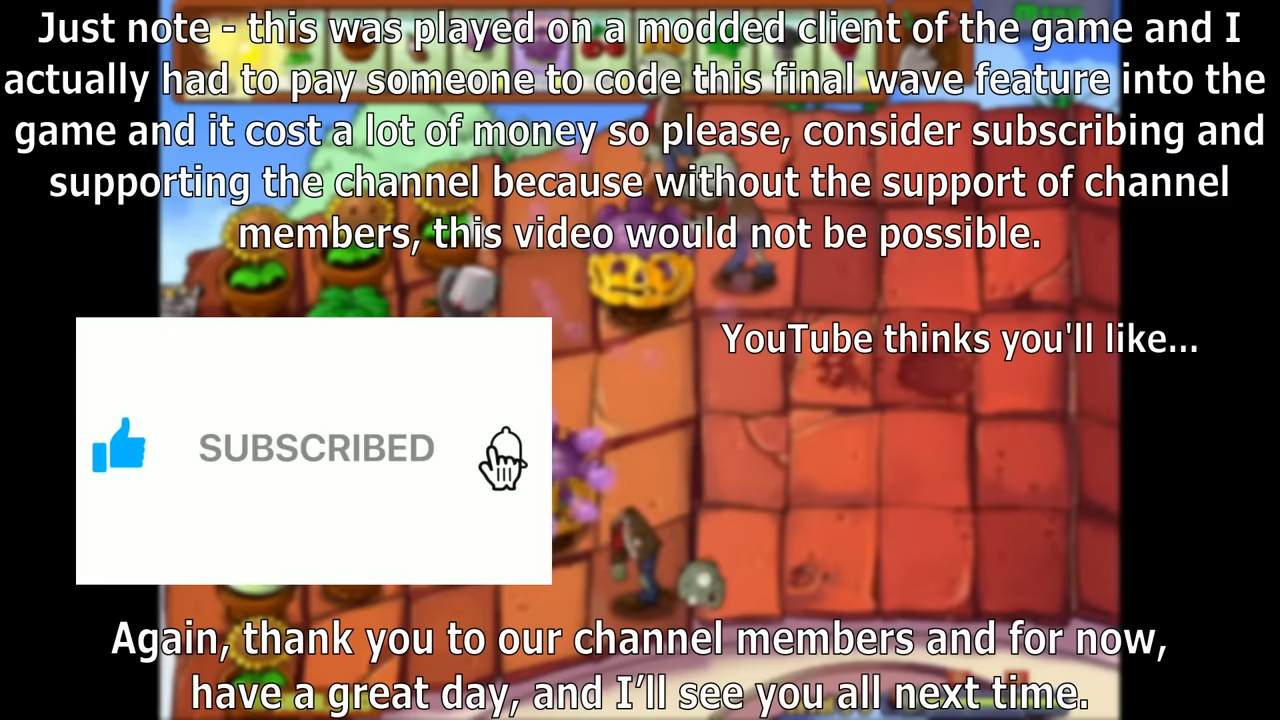 Just note - this was played on a modded client of the game and I
actually had to pay someone to code this final wave feature into the
game and it cost a lot of money so please, consider subscribing and
supporting the channel because without the support of channel
members, this video would not be possible.
YouTube thinks you'll like...
SUBSCRIBED
Again, thank you to our channel members and for now,
have a great day, and I’ll see you all next time.